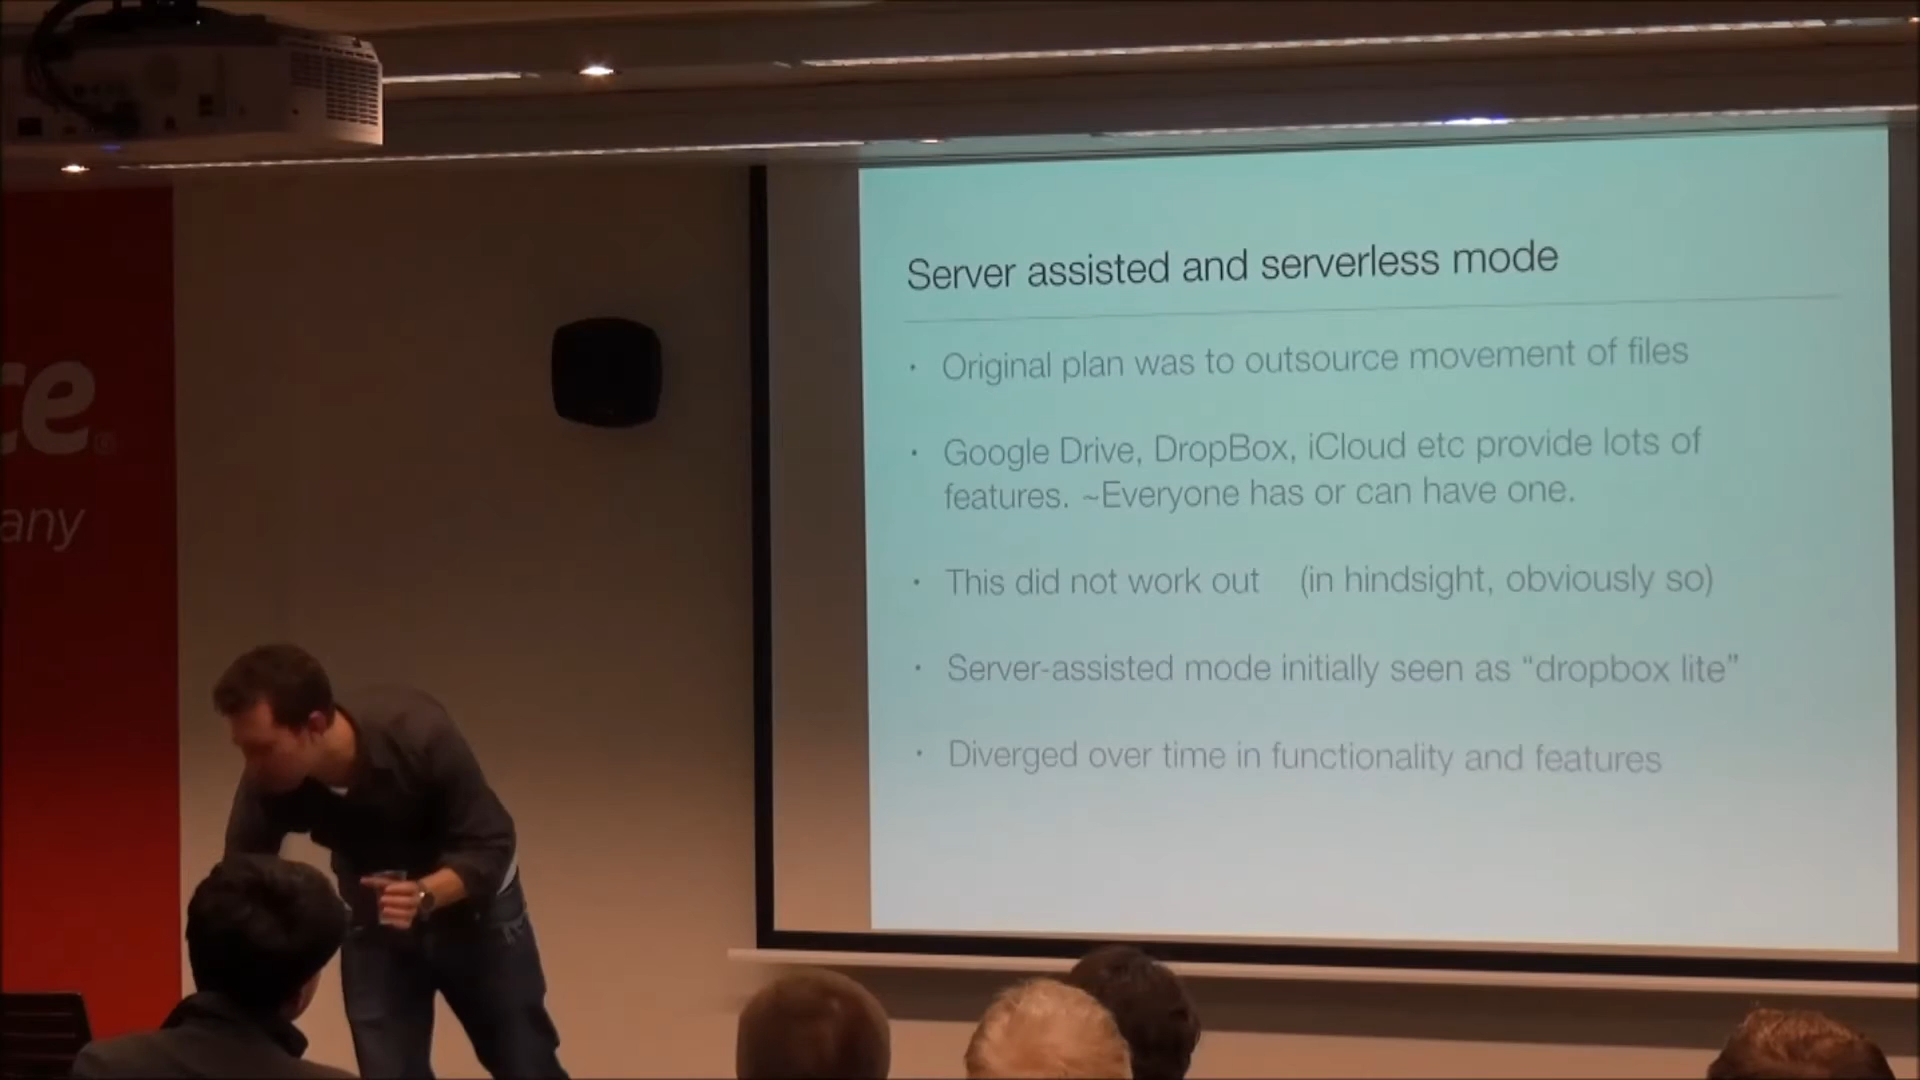 ce®
any
Server assisted and serverless mode
• Original plan was to outsource movement of files
• Google Drive, DropBox, iCloud etc provide lots of
features. ~Everyone has or can have one.
• This did not work out (in hindsight, obviously so)
• Server-assisted mode initially seen as “dropbox lite”
• Diverged over time in functionality and features